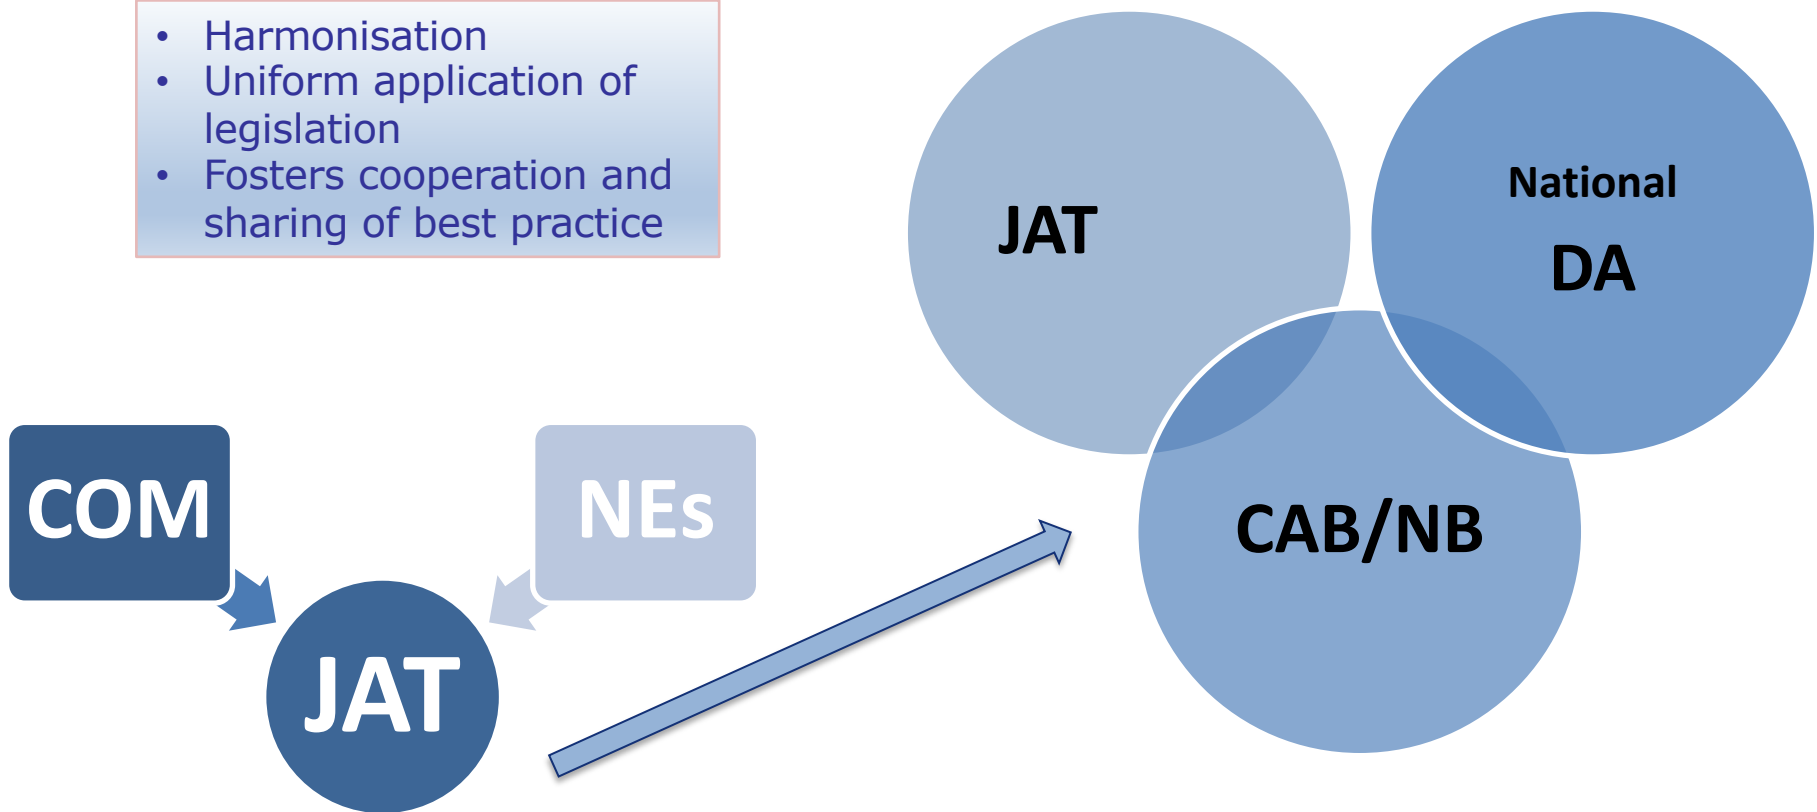 • Harmonisation
• Uniform application of
legislation
• Fosters cooperation and
sharing of best practice
JAT
National
DA
CAB/NB
COM
NEs
JAT